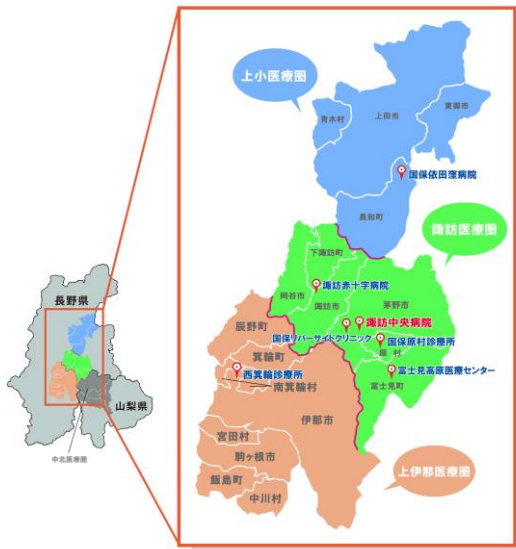 長野県
山梨県
中北医療圏
上小医療圏
青木村
上田市
東御市
国保依田窪病院
長和町
諏訪医療圏
下諏訪町
諏訪赤十字病院
岡谷市
諏訪市
茅野市
諏訪中央病院
国保リバーサイドクリニック
国保原村診療所
原村
富士見高原医療センター
富士見町
辰野町
箕輪町
西箕輪診療所
南箕輪村
伊那市
宮田村
駒ヶ根市
飯島町
中川村
上伊那医療圏